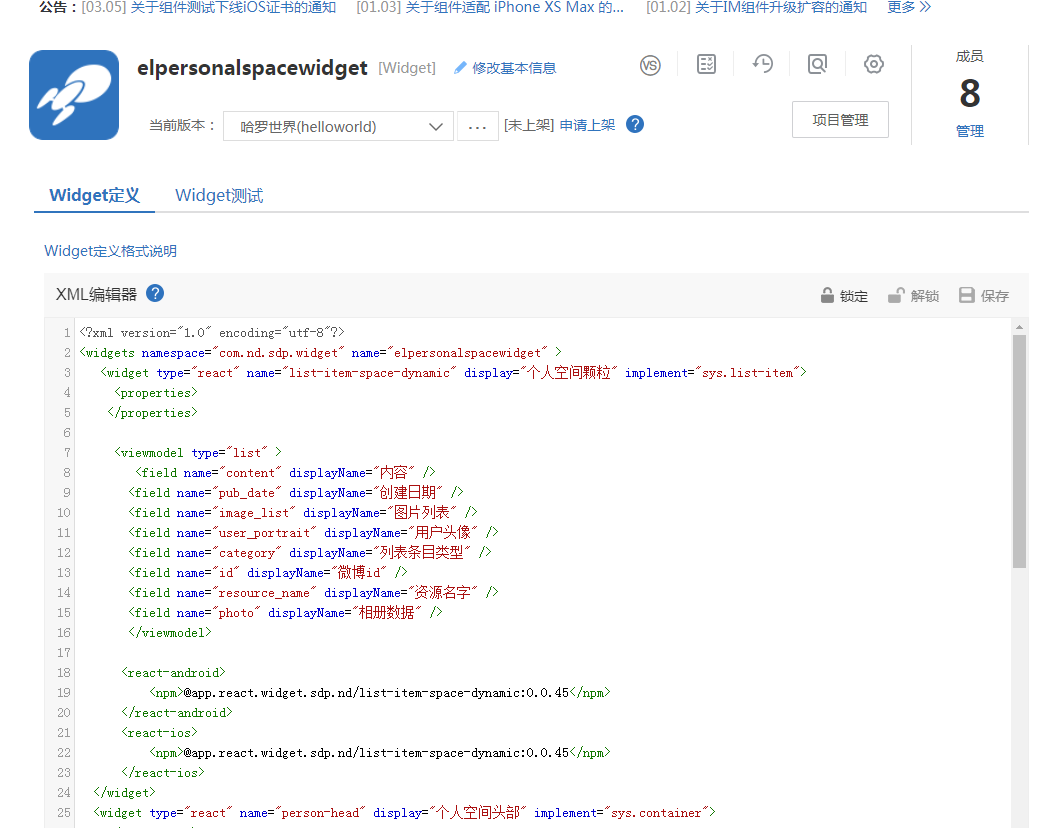 公告：[03.05] 关于组件测试下线iOS证书的通知 [01.03] 关于组件适配 iPhone XS Max 的... [01.02] 关于IM组件升级扩容的通知 更多
elpersonalspacewidget [Widget] 修改基本信息
VS
成员
8
管理
当前版本： 哈罗世界(helloworld) ... [未上架] 申请上架 ?
项目管理
Widget定义 Widget测试
Widget定义格式说明
XML编辑器 ? 锁定 解锁 保存
1 <?xml version="1.0" encoding="utf-8"?>
2 <widgets namespace="com.nd.sdp.widget" name="elpersonalspacewidget" >
3 <widget type="react" name="list-item-space-dynamic" display="个人空间颗粒" implement="sys.list-item">
4 <properties>
5 </properties>
6
7 <viewmodel type="list" >
8 <field name="content" displayName="内容" />
9 <field name="pub_date" displayName="创建日期" />
10 <field name="image_list" displayName="图片列表" />
11 <field name="user_portrait" displayName="用户头像" />
12 <field name="category" displayName="列表条目类型" />
13 <field name="id" displayName="微博id" />
14 <field name="resource_name" displayName="资源名字" />
15 <field name="photo" displayName="相册数据" />
16 </viewmodel>
17
18 <react-android>
19 <npm>@app.react.widget.sdp.nd/list-item-space-dynamic:0.0.45</npm>
20 </react-android>
21 <react-ios>
22 <npm>@app.react.widget.sdp.nd/list-item-space-dynamic:0.0.45</npm>
23 </react-ios>
24 </widget>
25 <widget type="react" name="person-head" display="个人空间头部" implement="sys.container">